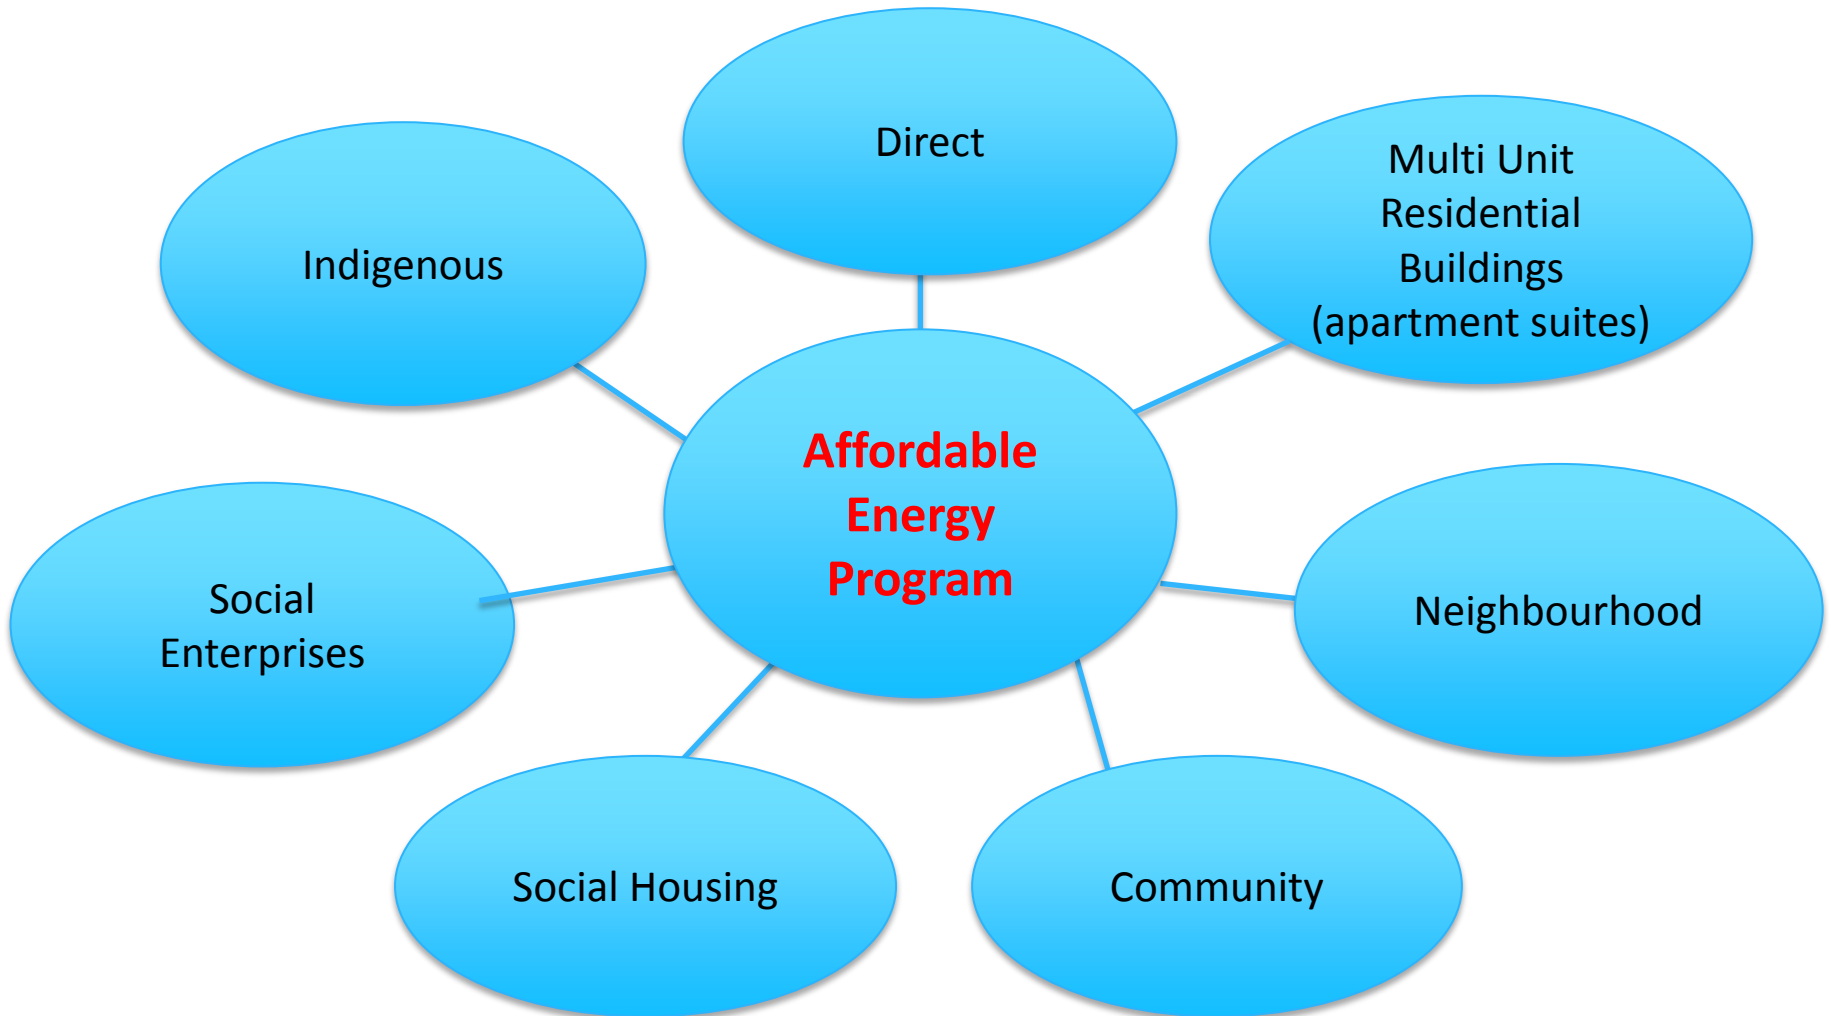 Direct
Multi Unit
Residential
Buildings
(apartment suites)
Indigenous
Affordable
Energy
Program
Social
Enterprises
Neighbourhood
Social Housing
Community